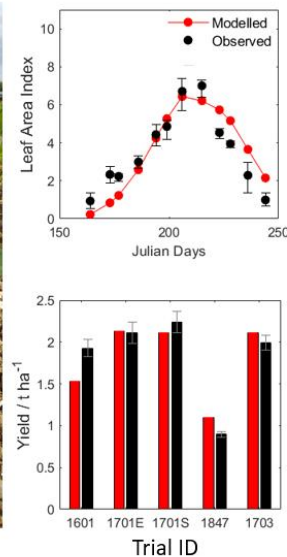 Modelled
Observed
Leaf Area Index
8
6
4
2
0
150
200
250
Julian Days
Yield / t ha⁻¹
2.5
2
1.5
1
0.5
0
1601
1701E
1701S
1847
1703
Trial ID